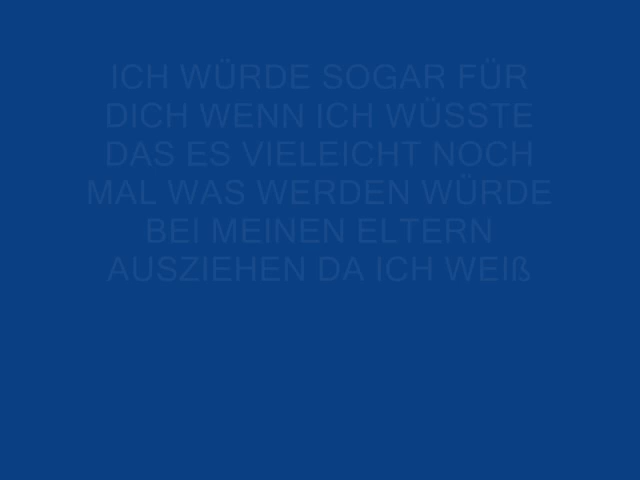 ICH WÜRDE SOGAR FÜR
DICH WENN ICH WÜSSTE
DAS ES VIELEICHT NOCH
MAL WAS WERDEN WÜRDE
BEI MEINEN ELTERN
AUSZIEHEN DA ICH WEIß